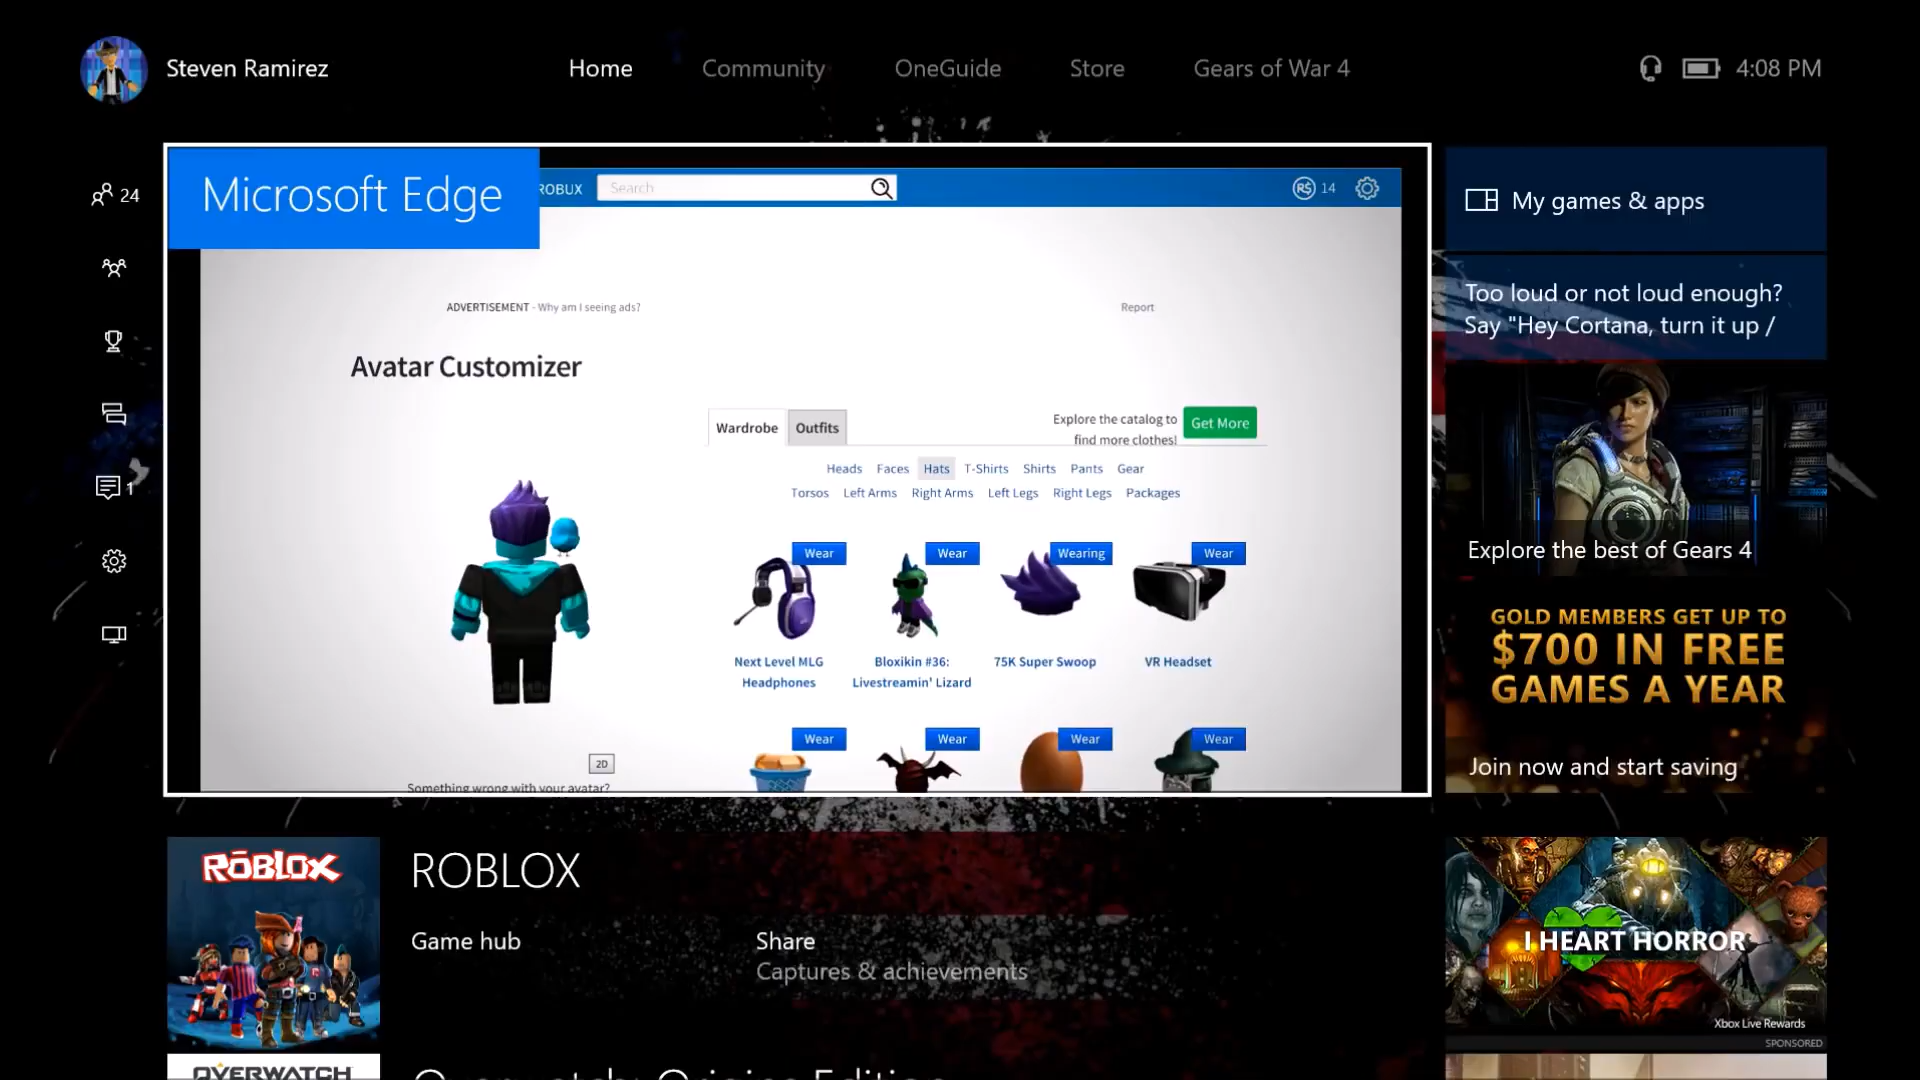 Steven Ramirez
Home
Community
OneGuide
Store
Gears of War 4
4:08 PM
24
1
Microsoft Edge
ROBUX
Search
R$ 14
ADVERTISEMENT - Why am I seeing ads?
Report
Avatar Customizer
Wardrobe
Outfits
Explore the catalog to
find more clothes!
Get More
Heads Faces Hats T-Shirts Shirts Pants Gear
Torsos Left Arms Right Arms Left Legs Right Legs Packages
Wear
Wear
Wearing
Wear
Next Level MLG
Headphones
Bloxikin #36:
Livestreamin' Lizard
75K Super Swoop
VR Headset
Wear
Wear
Wear
Wear
2D
Something wrong with your avatar?
My games & apps
Too loud or not loud enough?
Say "Hey Cortana, turn it up /
Explore the best of Gears 4
GOLD MEMBERS GET UP TO
$700 IN FREE
GAMES A YEAR
Join now and start saving
ROBLOX
ROBLOX
Game hub
Share
Captures & achievements
I HEART HORROR
Xbox Live Rewards
SPONSORED
OVERWATCH
Overwatch: Origins Edition